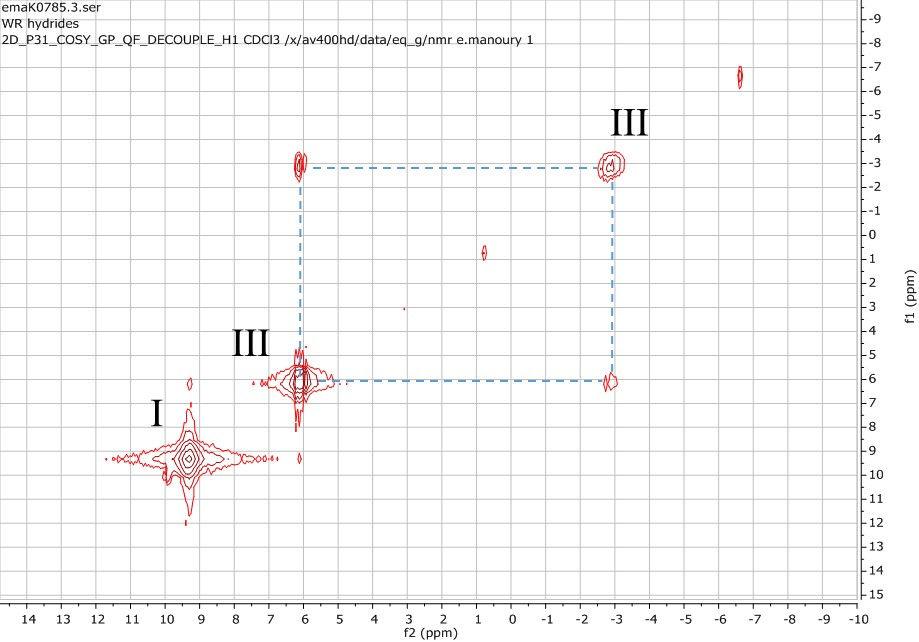 emaK0785.3.ser
WR hydrides
2D_P31_COSY_GP_QF_DECOUPLE_H1 CDCl3 /x/av400hd/data/eq_g/nmr e.manoury 1
-9
-8
-7
-6
-5
III
-4
-3
-2
-1
0
1
2
3
4
III
5
6
7
I
8
9
10
11
12
13
14
15
f1 (ppm)
14 13 12 11 10 9 8 7 6 5 4 3 2 1 0 -1 -2 -3 -4 -5 -6 -7 -8 -9 -10
f2 (ppm)